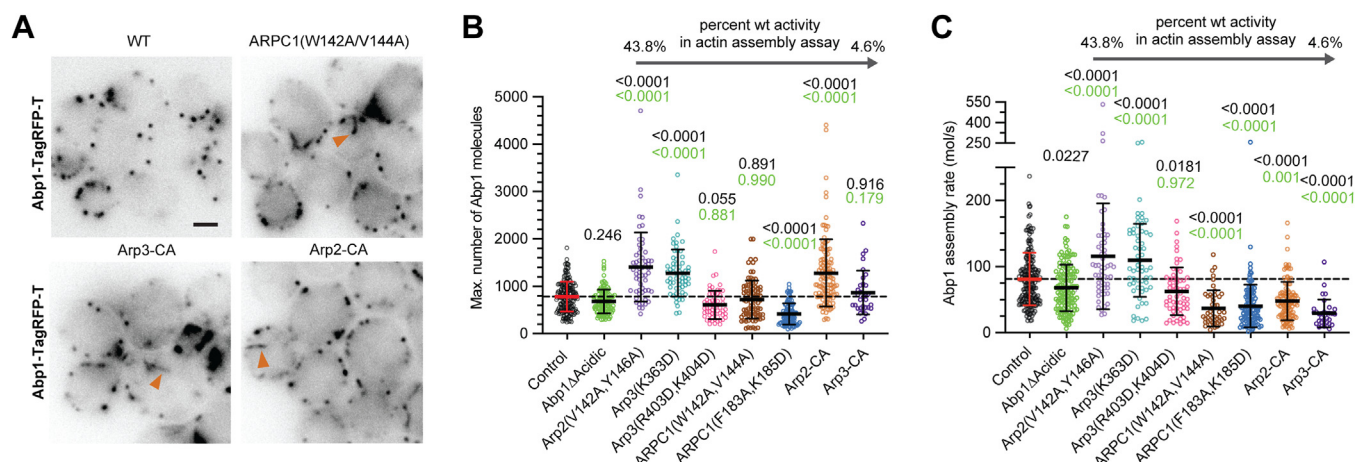 A
WT
ARPC1(W142A/V144A)
Abp1-TagRFP-T
Arp3-CA
Arp2-CA
Abp1-TagRFP-T
B
percent wt activity
in actin assembly assay
43.8%
4.6%
Max. number of Abp1 molecules
5000
4000
3000
2000
1000
0
0.246
<0.0001
<0.0001
<0.0001
<0.0001
0.055
0.881
0.891
0.990
<0.0001
<0.0001
<0.0001
<0.0001
0.916
0.179
Control
Abp1ΔAcidic
Arp2(V142A,Y146A)
Arp3(K363D)
Arp3(R403D,K404D)
ARPC1(W142A,V144A)
ARPC1(F183A,K185D)
Arp2-CA
Arp3-CA
C
percent wt activity
in actin assembly assay
43.8%
4.6%
Abp1 assembly rate (mol/s)
550
450
350
250
200
150
100
50
0
0.0227
<0.0001
<0.0001
<0.0001
<0.0001
0.0181
0.972
<0.0001
<0.0001
<0.0001
<0.0001
<0.0001
0.001
<0.0001
<0.0001
Control
Abp1ΔAcidic
Arp2(V142A,Y146A)
Arp3(K363D)
Arp3(R403D,K404D)
ARPC1(W142A,V144A)
ARPC1(F183A,K185D)
Arp2-CA
Arp3-CA